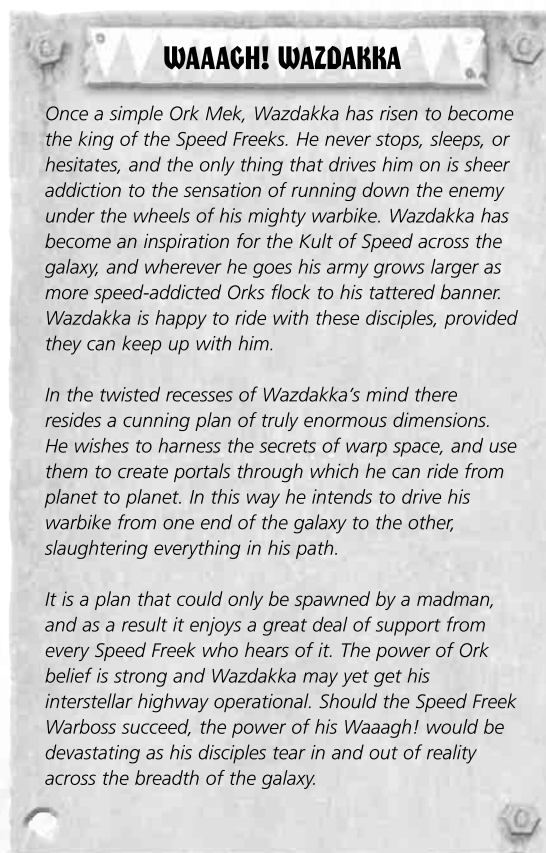 WAAAGH! WAZDAKKA
Once a simple Ork Mek, Wazdakka has risen to become
the king of the Speed Freeks. He never stops, sleeps, or
hesitates, and the only thing that drives him on is sheer
addiction to the sensation of running down the enemy
under the wheels of his mighty warbike. Wazdakka has
become an inspiration for the Kult of Speed across the
galaxy, and wherever he goes his army grows larger as
more speed-addicted Orks flock to his tattered banner.
Wazdakka is happy to ride with these disciples, provided
they can keep up with him.
In the twisted recesses of Wazdakka's mind there
resides a cunning plan of truly enormous dimensions.
He wishes to harness the secrets of warp space, and use
them to create portals through which he can ride from
planet to planet. In this way he intends to drive his
warbike from one end of the galaxy to the other,
slaughtering everything in his path.
It is a plan that could only be spawned by a madman,
and as a result it enjoys a great deal of support from
every Speed Freek who hears of it. The power of Ork
belief is strong and Wazdakka may yet get his
interstellar highway operational. Should the Speed Freek
Warboss succeed, the power of his Waaagh! would be
devastating as his disciples tear in and out of reality
across the breadth of the galaxy.